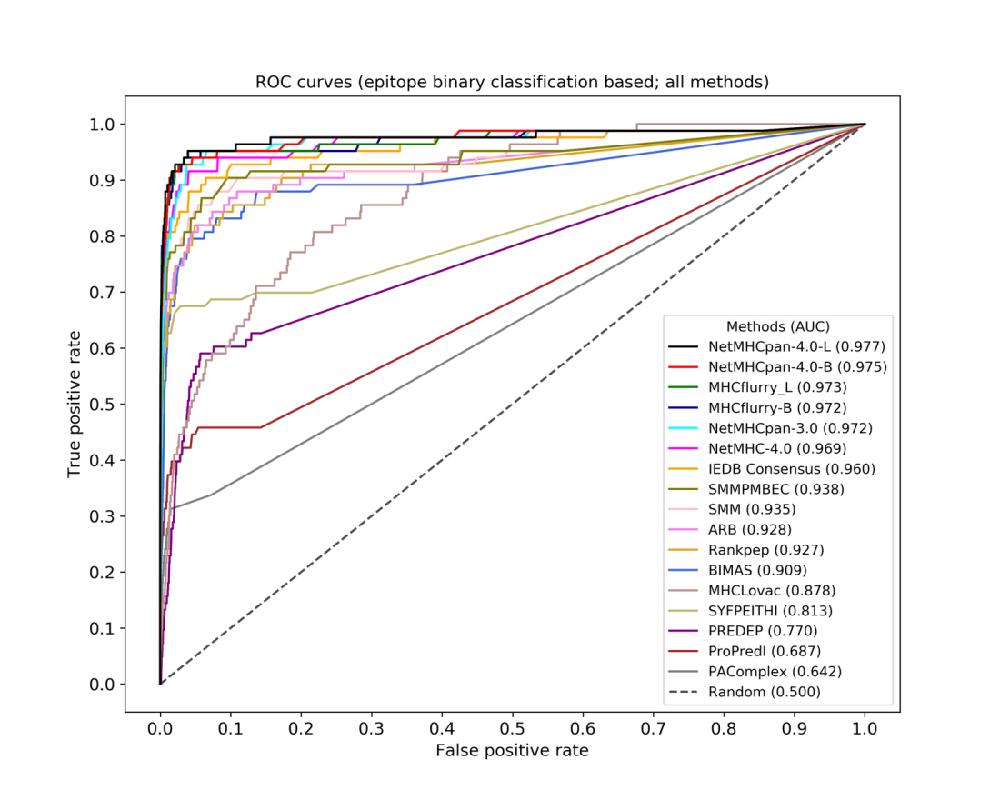 ROC curves (epitope binary classification based; all methods)
True positive rate
1.0
0.9
0.8
0.7
0.6
0.5
0.4
0.3
0.2
0.1
0.0
Methods (AUC)
NetMHCpan-4.0-L (0.977)
NetMHCpan-4.0-B (0.975)
MHCflurry_L (0.973)
MHCflurry-B (0.972)
NetMHCpan-3.0 (0.972)
NetMHC-4.0 (0.969)
IEDB Consensus (0.960)
SMMPMBEC (0.938)
SMM (0.935)
ARB (0.928)
Rankpep (0.927)
BIMAS (0.909)
MHCLovac (0.878)
SYFPEITHI (0.813)
PREDEP (0.770)
ProPredI (0.687)
PAComplex (0.642)
Random (0.500)
0.0 0.1 0.2 0.3 0.4 0.5 0.6 0.7 0.8 0.9 1.0
False positive rate